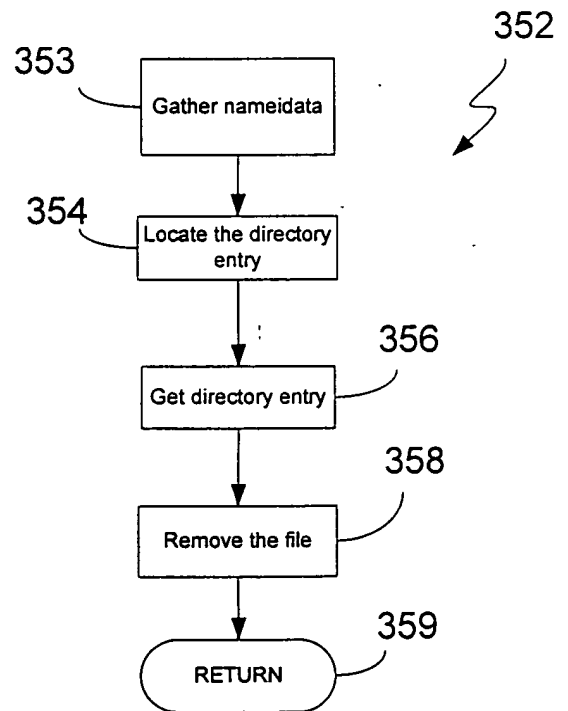 352
353
Gather nameidata
354
Locate the directory
entry
356
Get directory entry
358
Remove the file
359
RETURN